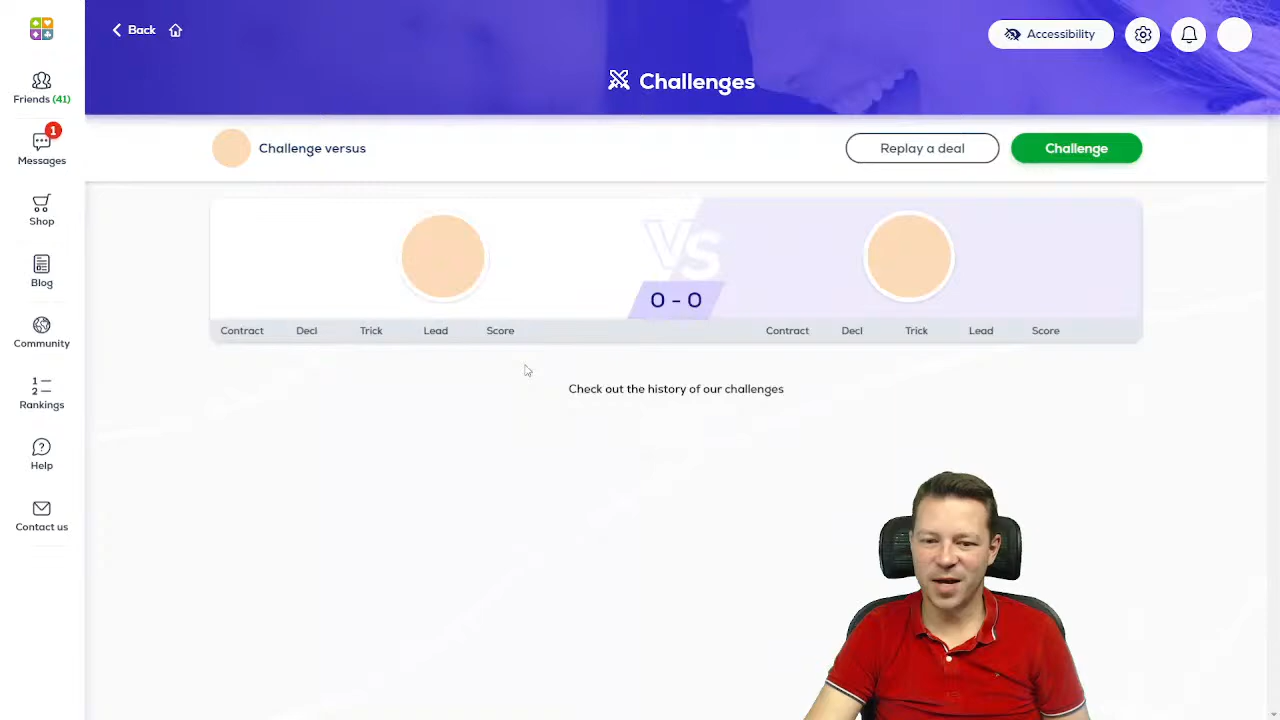 Back
Accessibility
Challenges
Friends (41)
1
Messages
Shop
Blog
Community
1
2
Rankings
?
Help
Contact us
Challenge versus
Replay a deal
Challenge
VS
0 - 0
Contract Decl Trick Lead Score
Contract Decl Trick Lead Score
Check out the history of our challenges